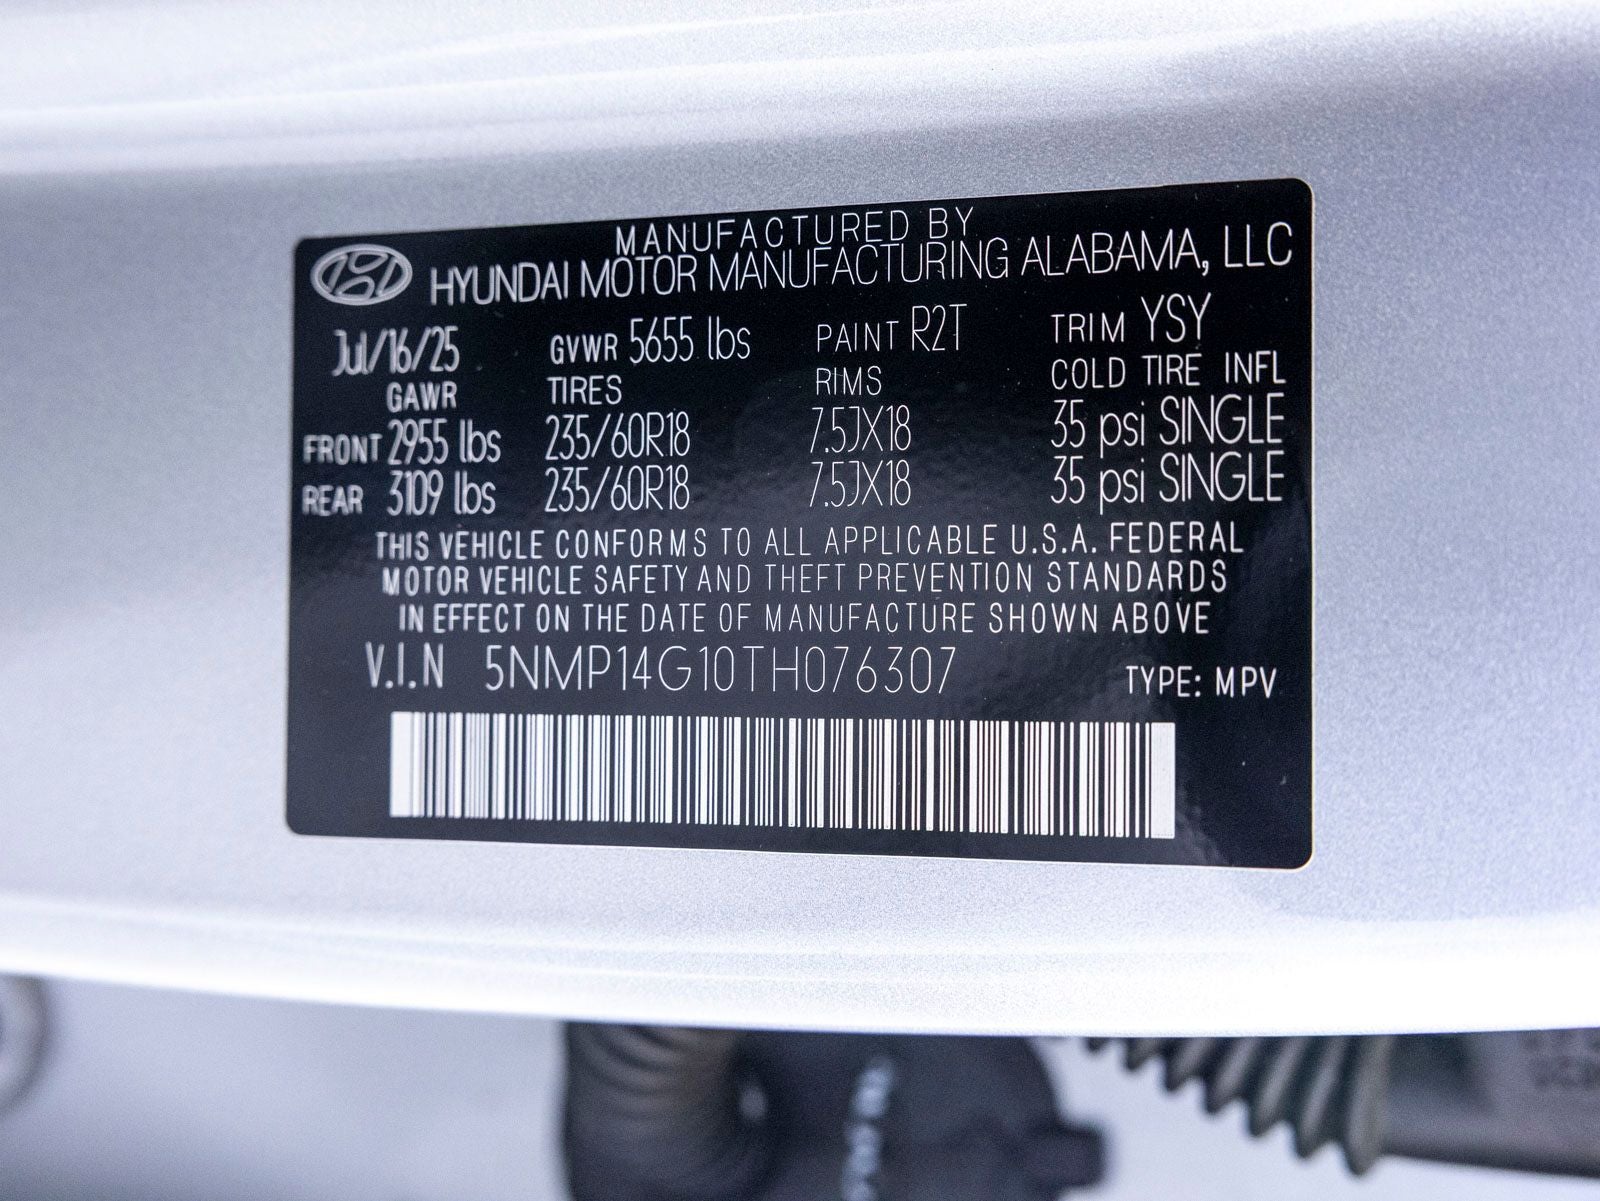 MANUFACTURED BY
HYUNDAI MOTOR MANUFACTURING ALABAMA, LLC
Jul/16/25 GVWR 5655 lbs PAINT R2T TRIM YSY
GAWR TIRES RIMS COLD TIRE INFL
FRONT 2955 lbs 235/60R18 7.5JX18 35 psi SINGLE
REAR 3109 lbs 235/60R18 7.5JX18 35 psi SINGLE
THIS VEHICLE CONFORMS TO ALL APPLICABLE U.S.A. FEDERAL
MOTOR VEHICLE SAFETY AND THEFT PREVENTION STANDARDS
IN EFFECT ON THE DATE OF MANUFACTURE SHOWN ABOVE
V.I.N 5NMP14G10TH076307 TYPE: MPV